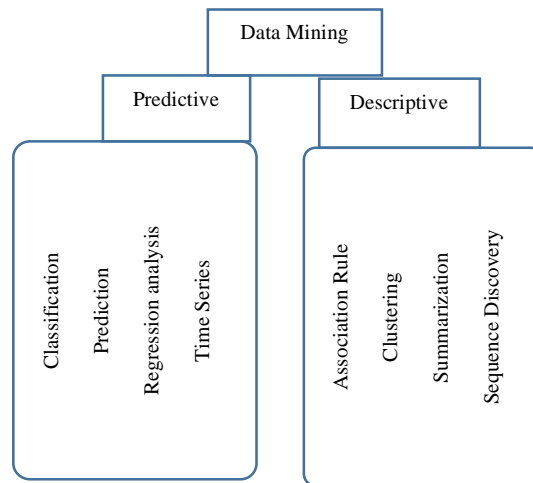 Data Mining
Predictive
Descriptive
Classification
Prediction
Regression analysis
Time Series
Association Rule
Clustering
Summarization
Sequence Discovery